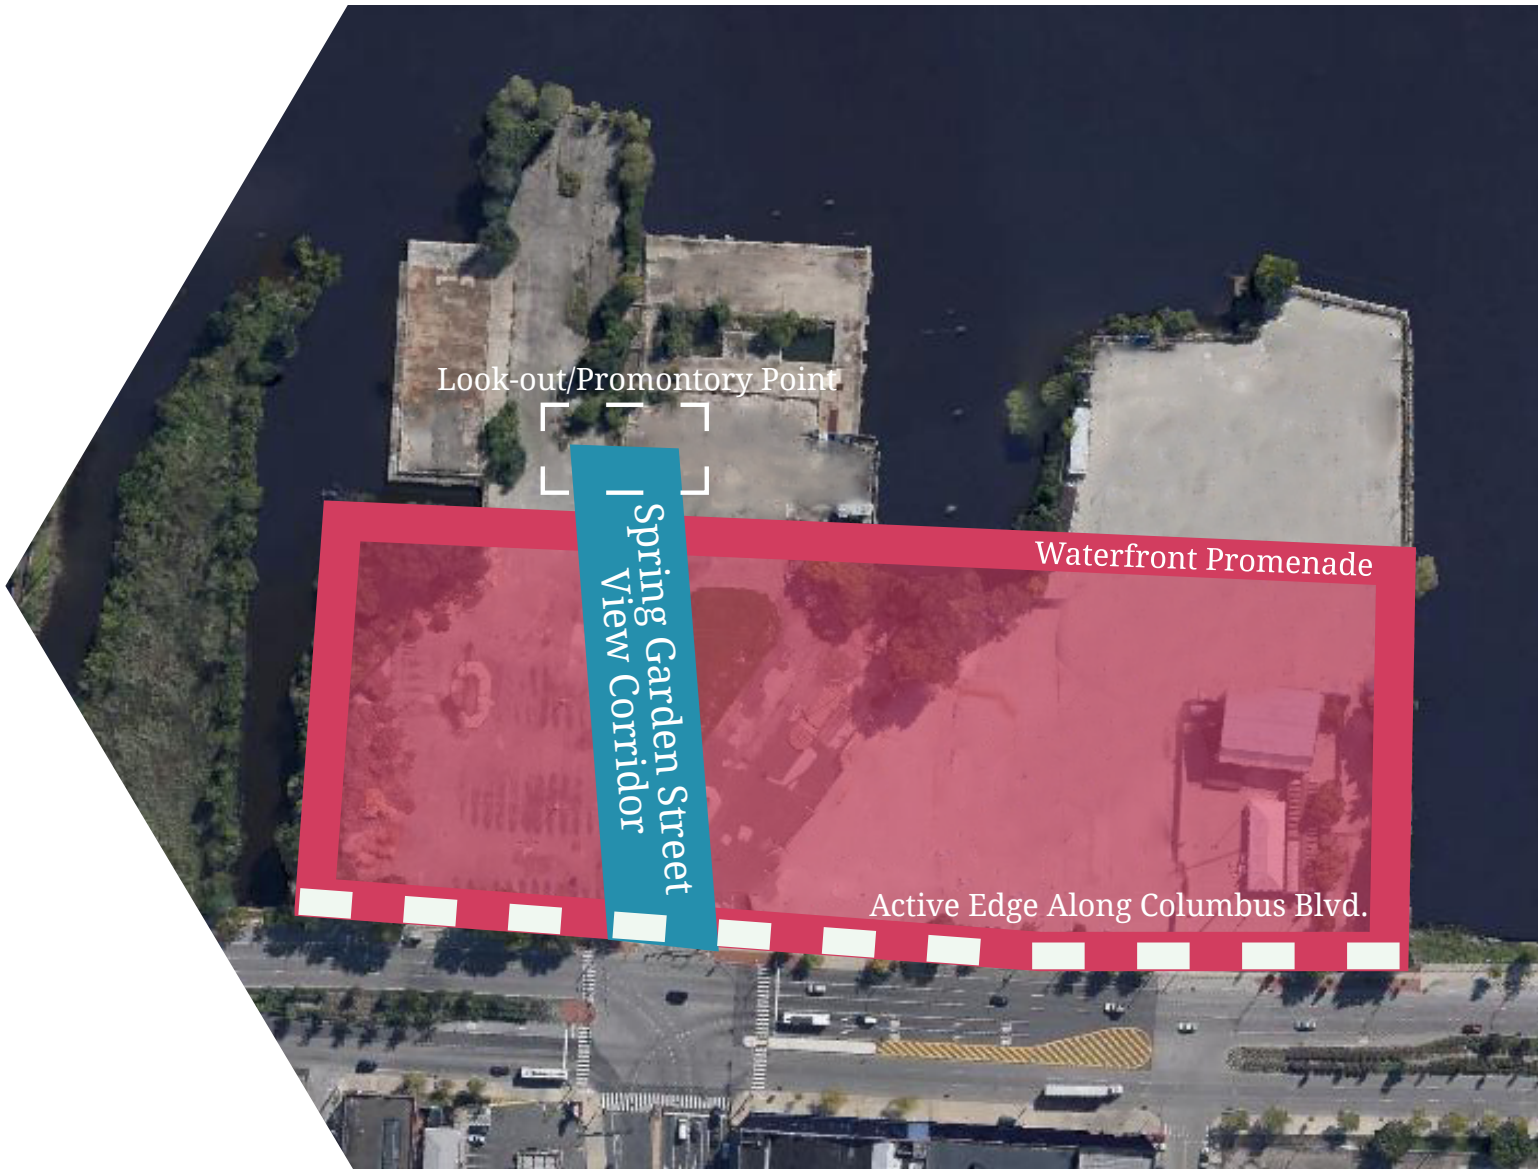 Look-out/Promontory Point
Waterfront Promenade
Spring Garden Street
View Corridor
Active Edge Along Columbus Blvd.